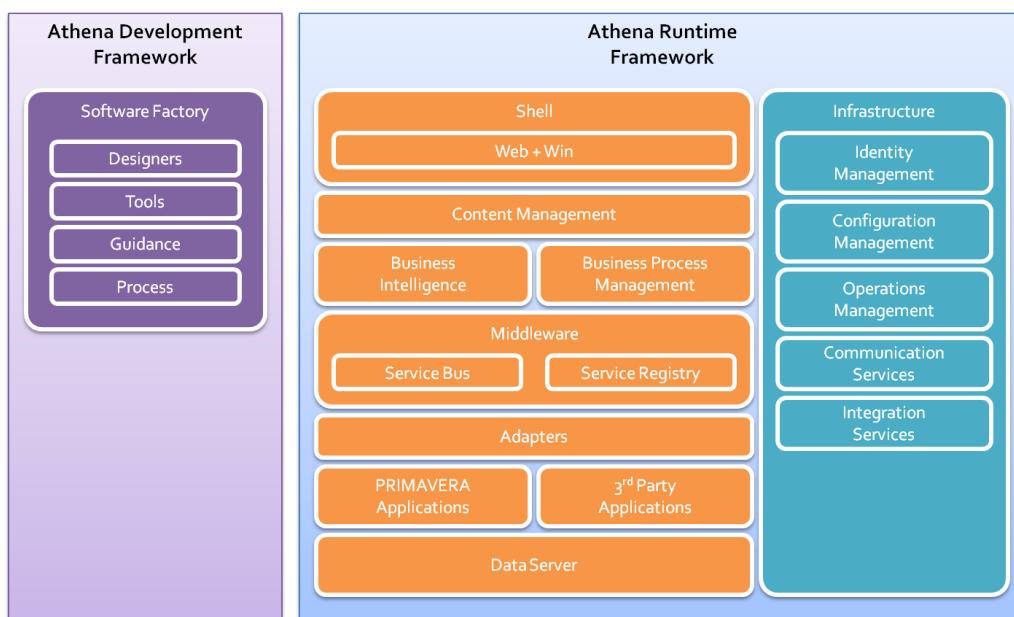 Athena Development
Framework
Software Factory
Designers
Tools
Guidance
Process
Athena Runtime
Framework
Shell
Web + Win
Content Management
Business
Intelligence
Business Process
Management
Middleware
Service Bus
Service Registry
Adapters
PRIMAVERA
Applications
3rd Party
Applications
Data Server
Infrastructure
Identity
Management
Configuration
Management
Operations
Management
Communication
Services
Integration
Services